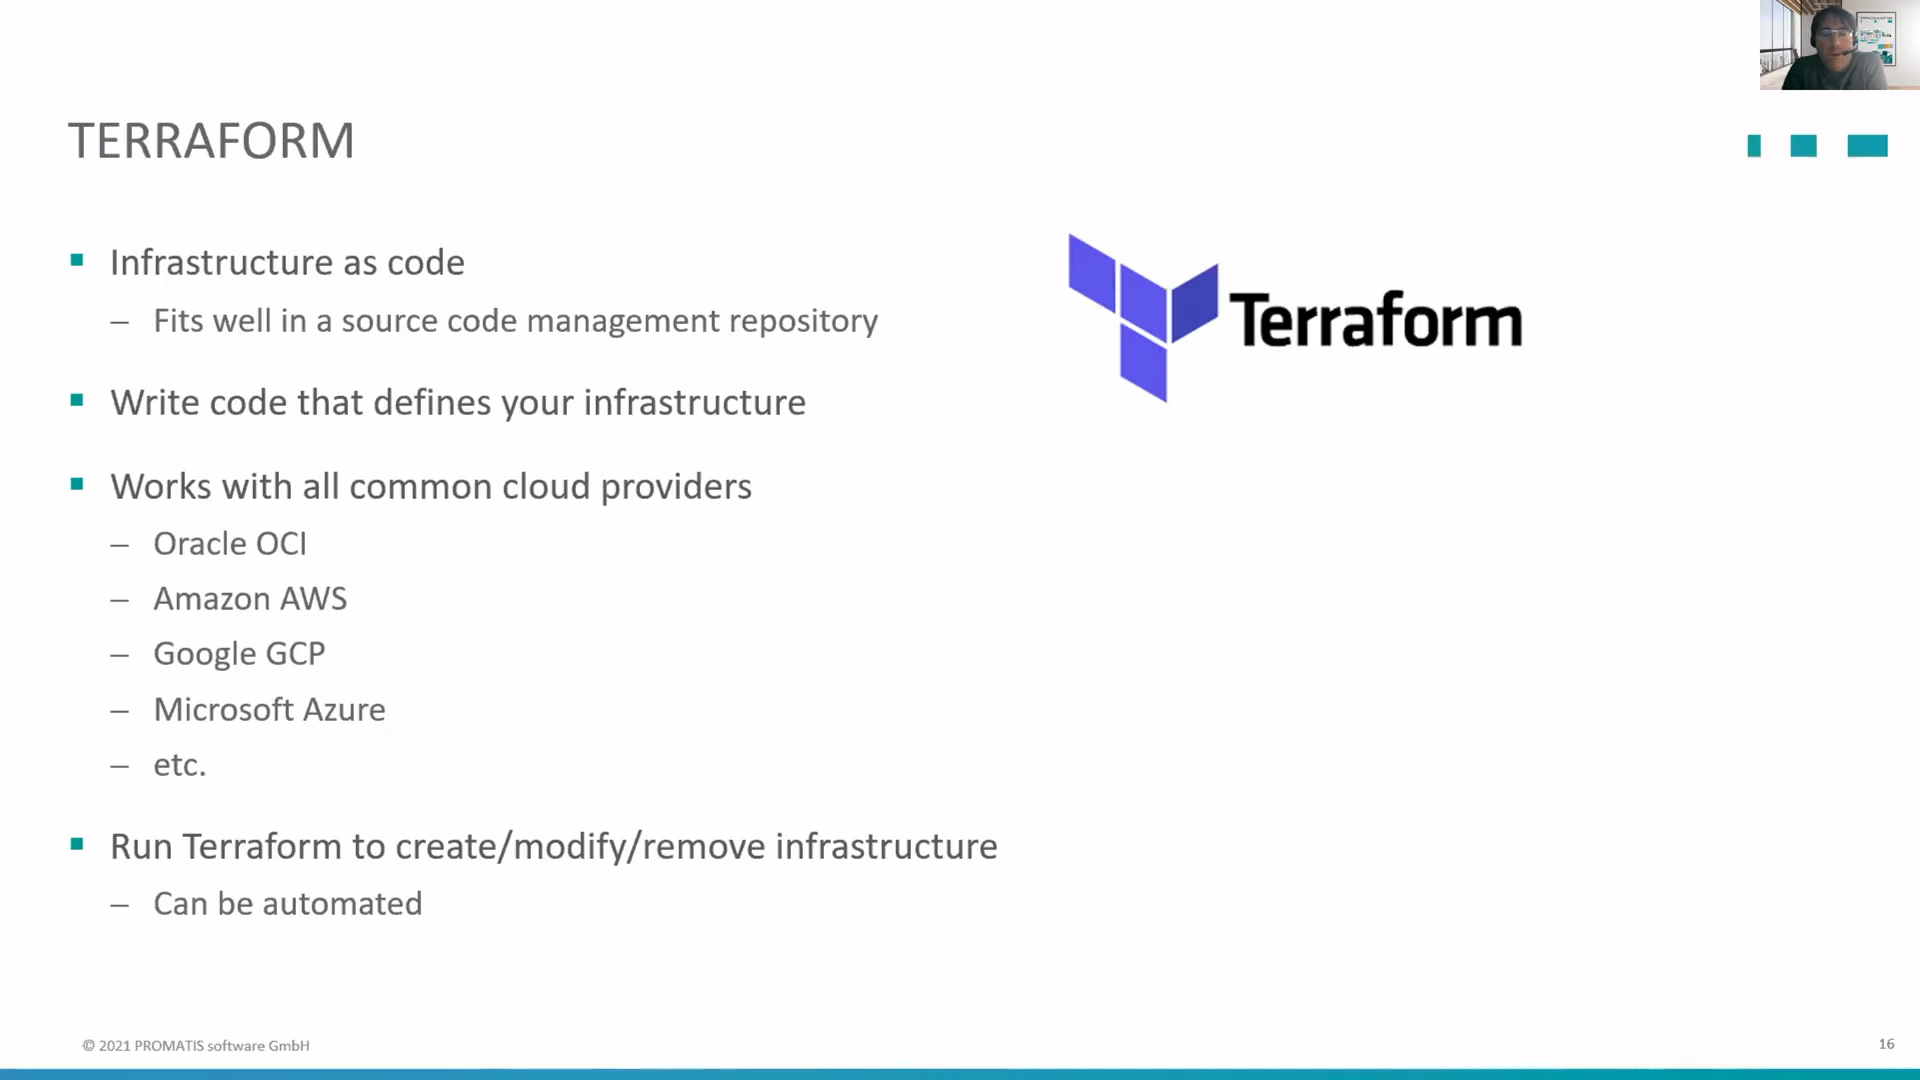 TERRAFORM
Infrastructure as code
– Fits well in a source code management repository
Write code that defines your infrastructure
Works with all common cloud providers
– Oracle OCI
– Amazon AWS
– Google GCP
– Microsoft Azure
– etc.
Run Terraform to create/modify/remove infrastructure
– Can be automated
Terraform
© 2021 PROMATIS software GmbH
16